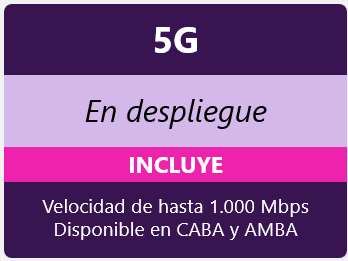 5G
En despliegue
INCLUYE
Velocidad de hasta 1.000 Mbps
Disponible en CABA y AMBA